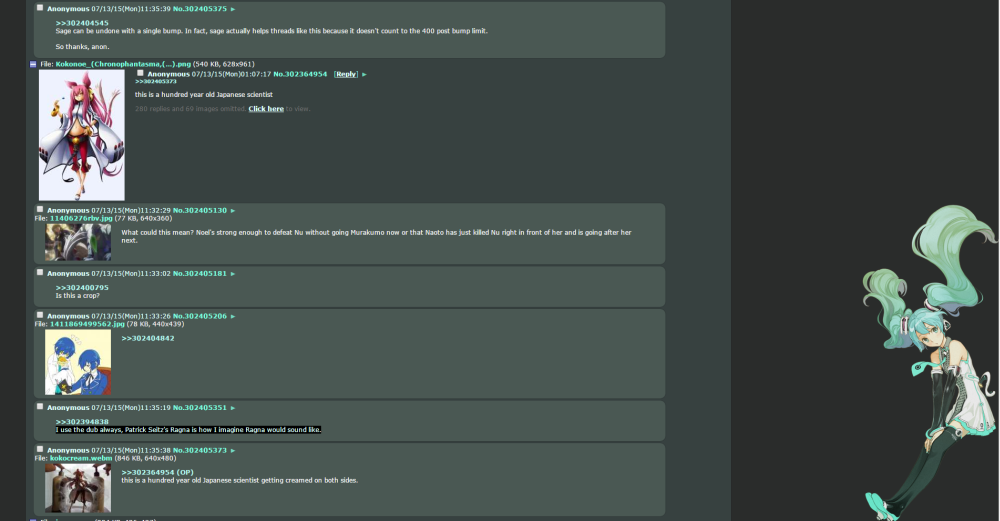 Anonymous 07/13/15(Mon)11:35:39 No.302405375 ►
>>302404545
Sage can be undone with a single bump. In fact, sage actually helps threads like this because it doesn't count to the 400 post bump limit.
So thanks, anon.
File: Kokonoe_(Chronophantasma,(...).png (540 KB, 628x961)
Anonymous 07/13/15(Mon)01:07:17 No.302364954 [Reply] ►
>>302405373
this is a hundred year old Japanese scientist
280 replies and 69 images omitted. Click here to view.
Anonymous 07/13/15(Mon)11:32:29 No.302405130 ►
File: 11406276rbv.jpg (77 KB, 640x360)
What could this mean? Noel's strong enough to defeat Nu without going Murakumo now or that Naoto has just killed Nu right in front of her and is going after her
next.
Anonymous 07/13/15(Mon)11:33:02 No.302405181 ►
>>302400795
Is this a crop?
Anonymous 07/13/15(Mon)11:33:26 No.302405206 ►
File: 1411869499562.jpg (78 KB, 440x439)
>>302404842
Anonymous 07/13/15(Mon)11:35:19 No.302405351 ►
>>302394838
I use the dub always, Patrick Seitz's Ragna is how I imagine Ragna would sound like.
Anonymous 07/13/15(Mon)11:35:38 No.302405373 ►
File: kokocream.webm (846 KB, 640x480)
>>302364954 (OP)
this is a hundred year old Japanese scientist getting creamed on both sides.